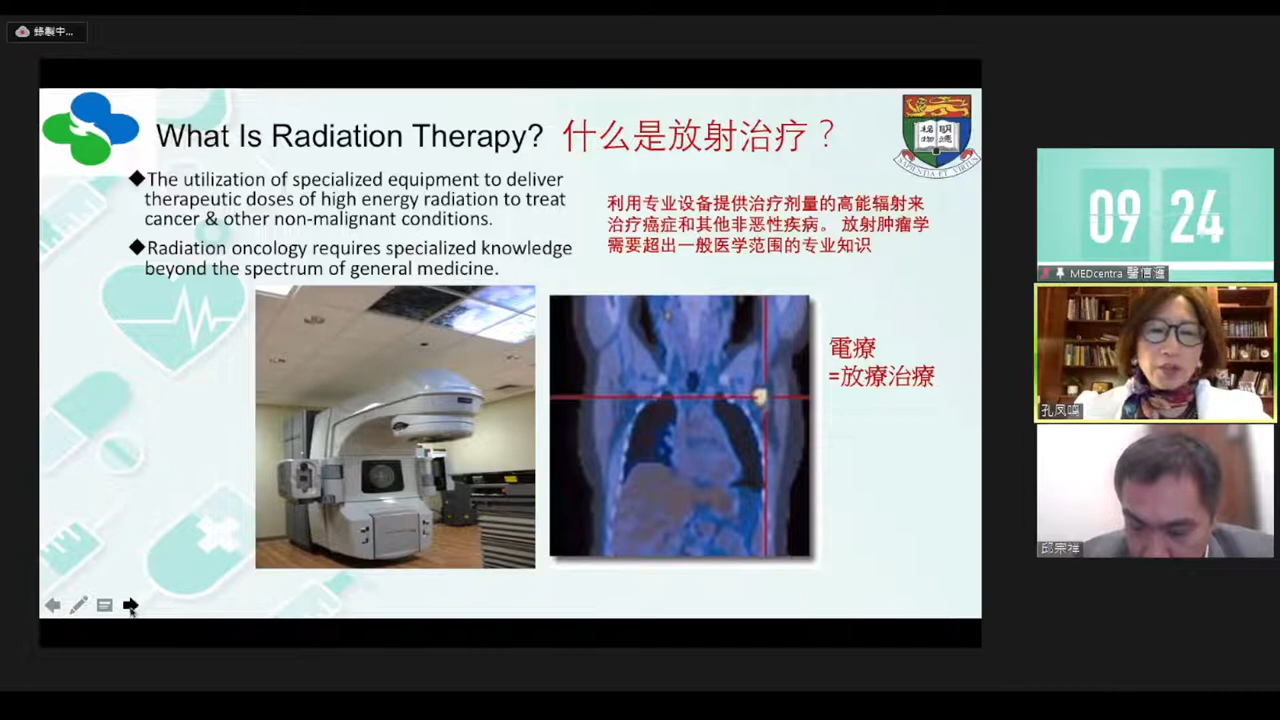 錄製中...
What Is Radiation Therapy? 什么是放射治疗？
◆The utilization of specialized equipment to deliver
therapeutic doses of high energy radiation to treat
cancer & other non-malignant conditions.
◆Radiation oncology requires specialized knowledge
beyond the spectrum of general medicine.
利用专业设备提供治疗剂量的高能辐射来
治疗癌症和其他非恶性疾病。 放射肿瘤学
需要超出一般医学范围的专业知识
電療
=放療治療
09 24
MEDcentra 醫信滙
孔凤鸣
邱宗祥